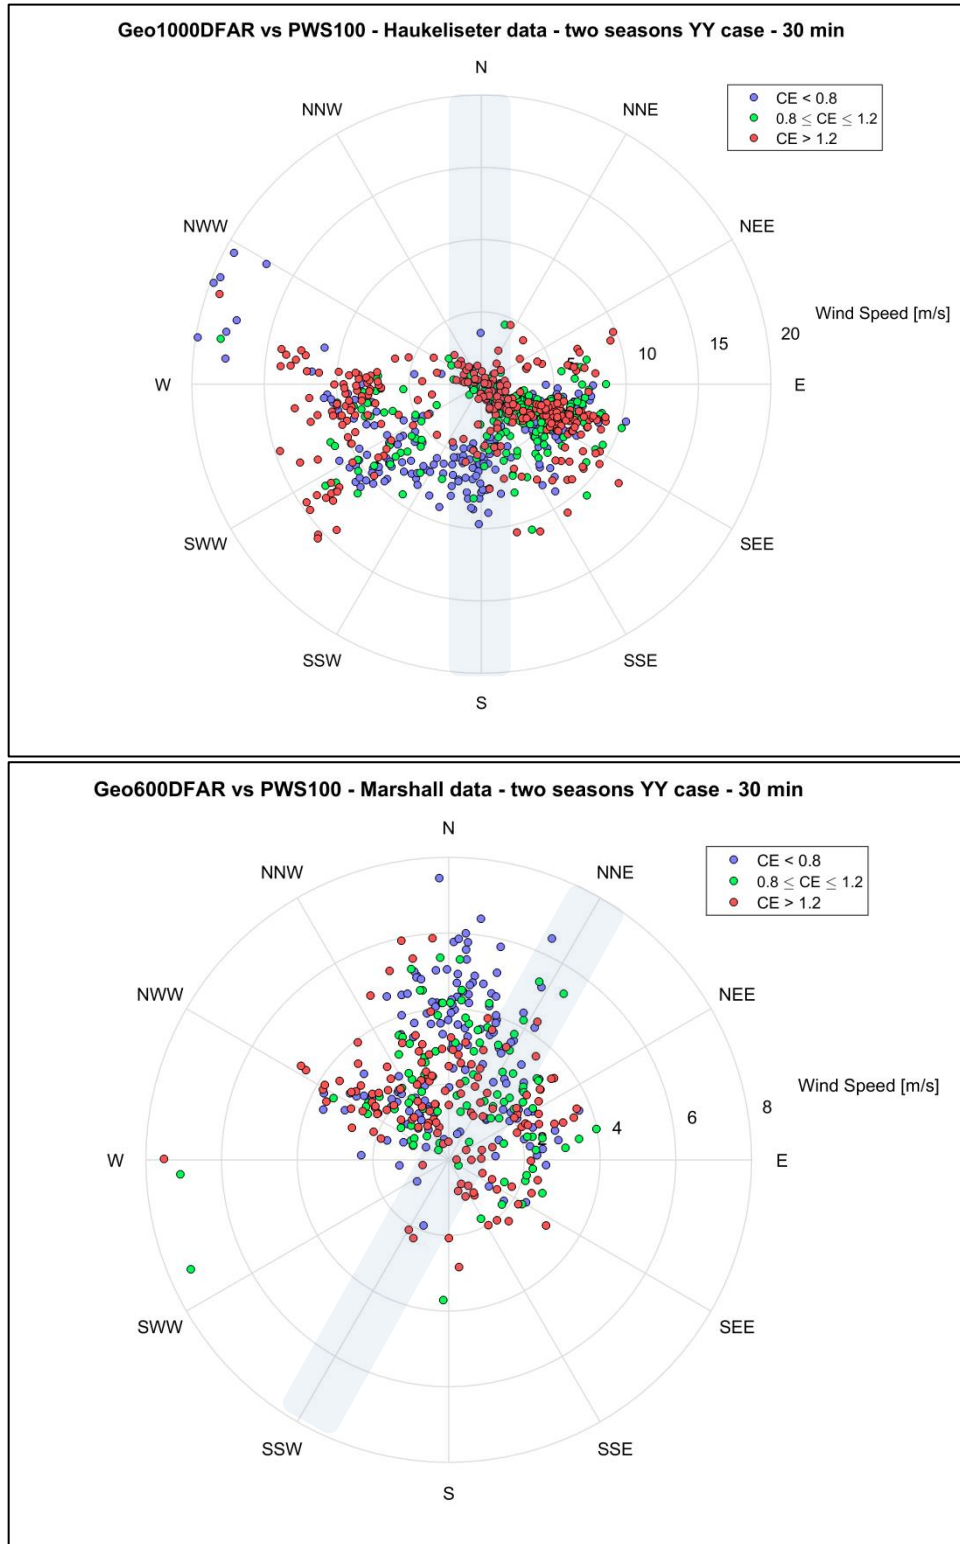 Geo1000DFAR vs PWS100 - Haukeliseter data - two seasons YY case - 30 min
N
CE < 0.8
0.8 ≤ CE ≤ 1.2
CE > 1.2
NNW
NNE
NWW
NEE
Wind Speed [m/s]
5
10
15
20
W
E
SWW
SEE
SSW
SSE
S
Geo600DFAR vs PWS100 - Marshall data - two seasons YY case - 30 min
N
CE < 0.8
0.8 ≤ CE ≤ 1.2
CE > 1.2
NNW
NNE
NWW
NEE
Wind Speed [m/s]
4
6
8
W
E
SWW
SEE
SSW
SSE
S